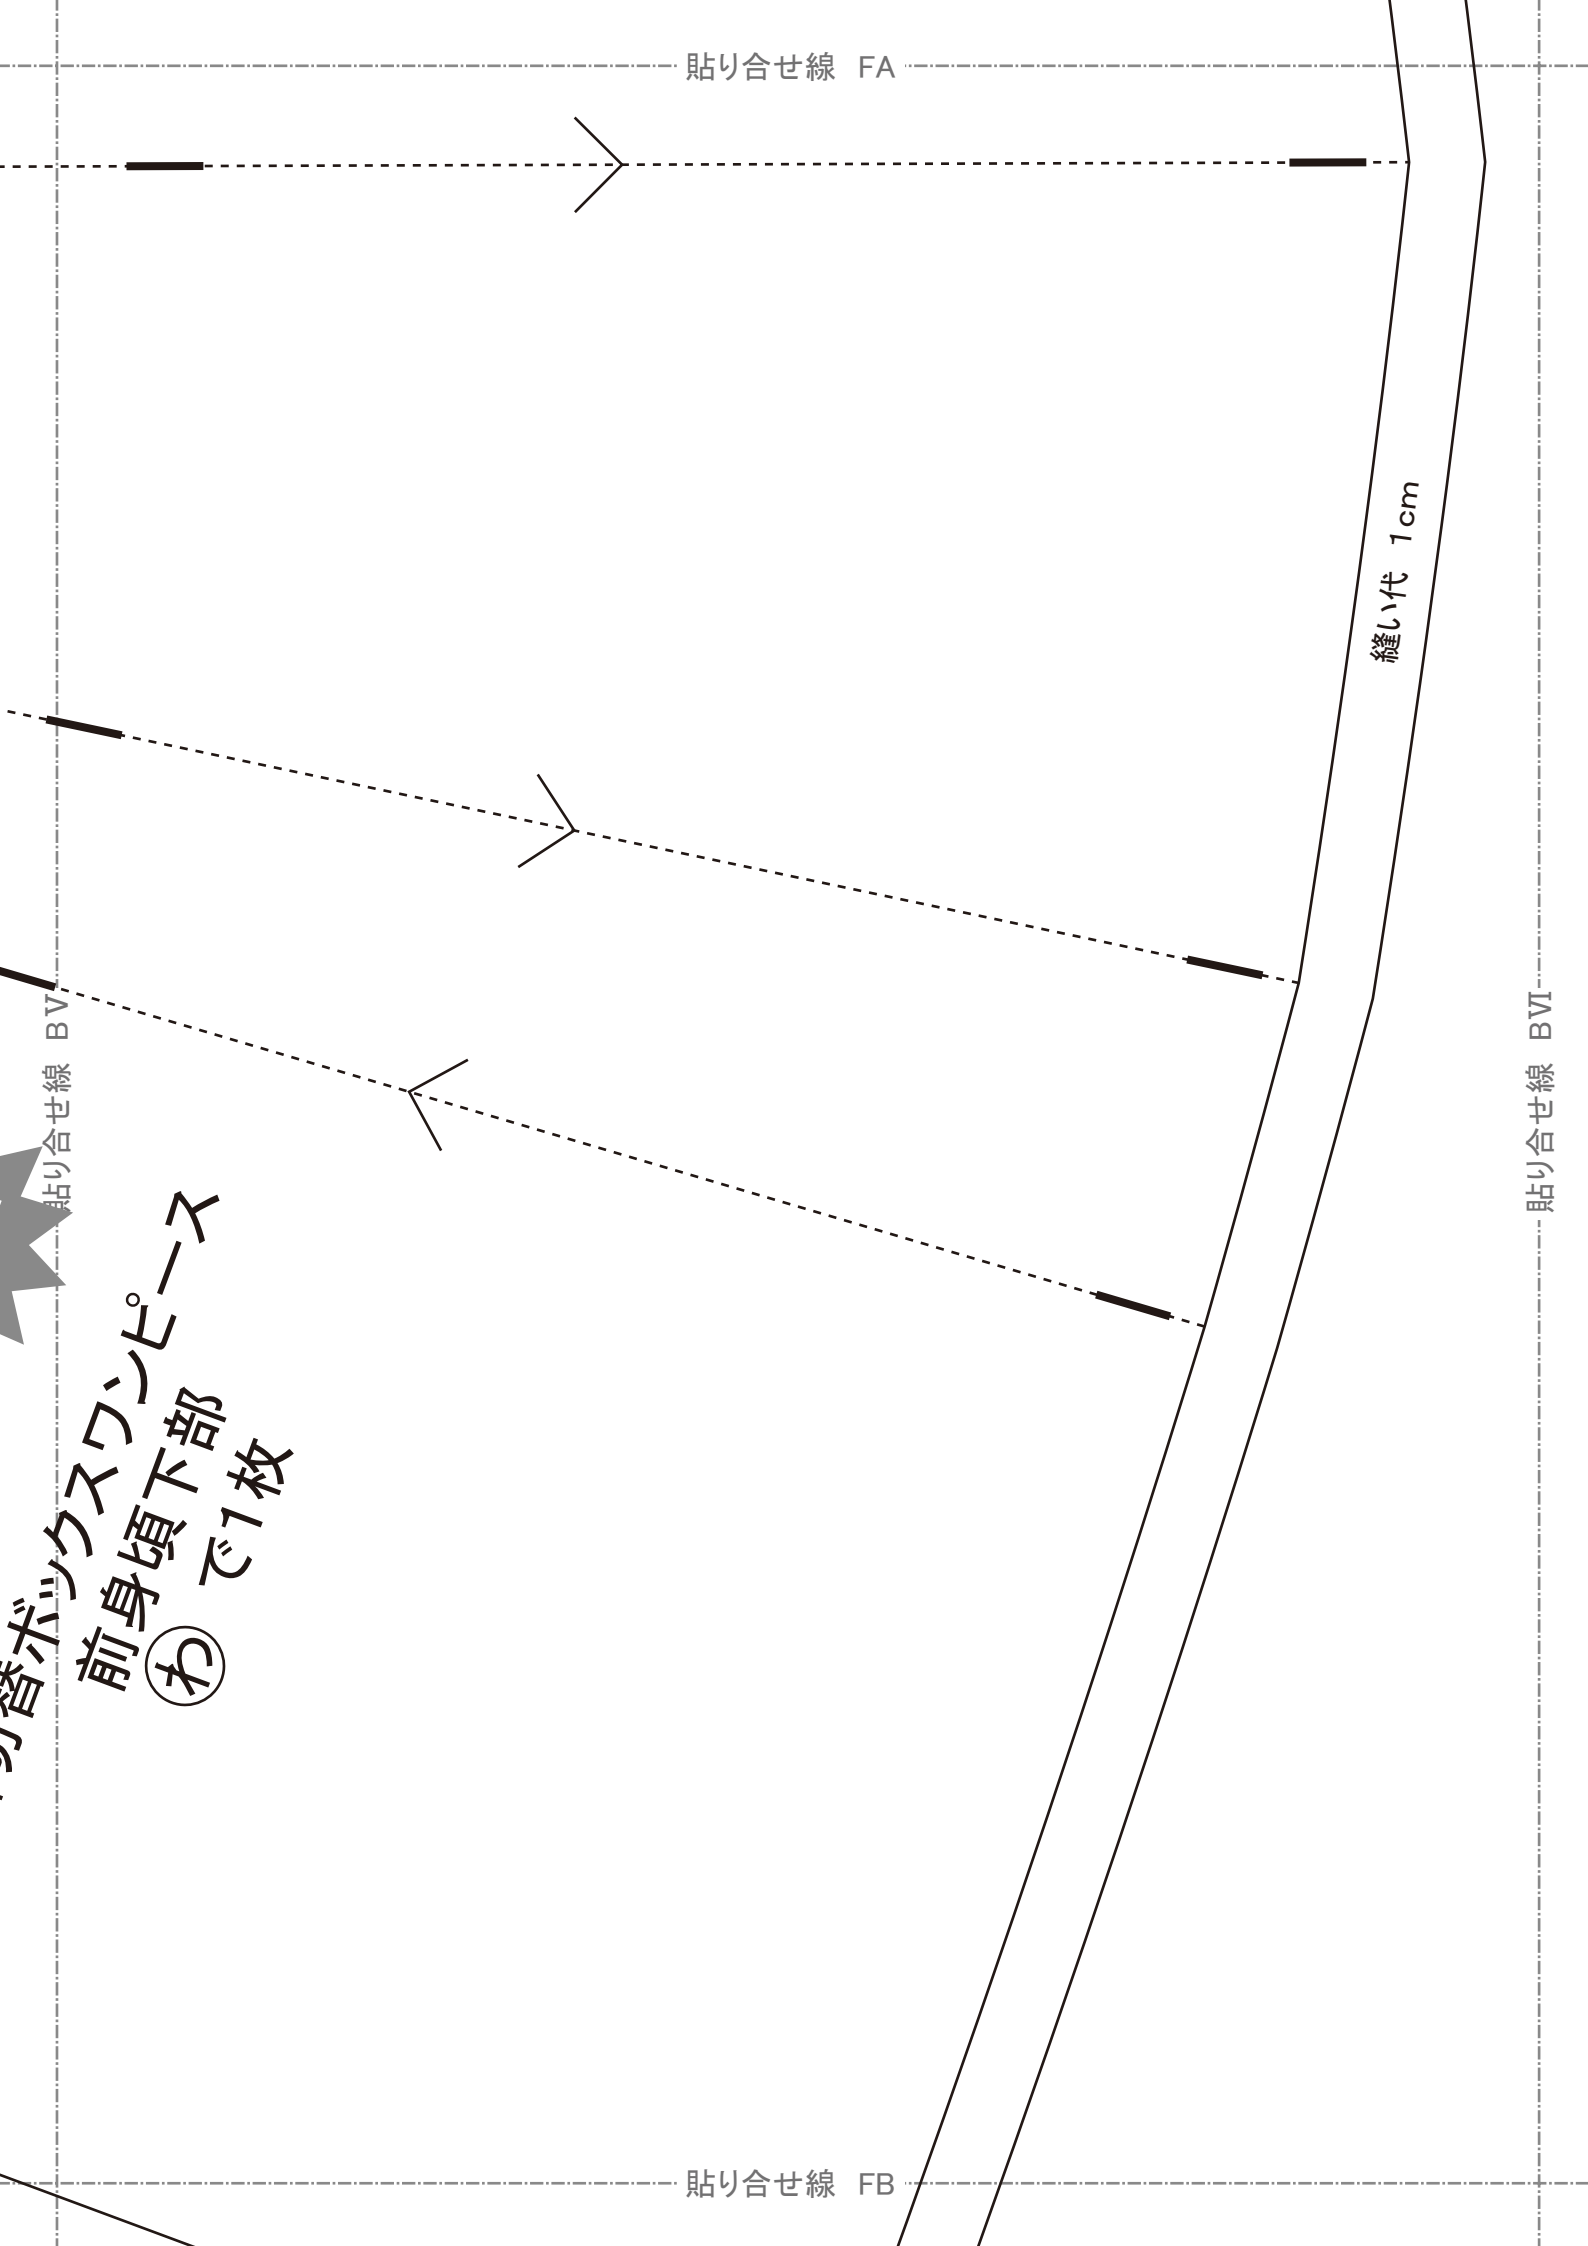 貼り合せ線 FA
縫い代 1cm
貼り合せ線 BⅤ
貼り合せ線 BⅥ
切替ボックスワンピース
前身頃下部
わ で1枚
貼り合せ線 FB